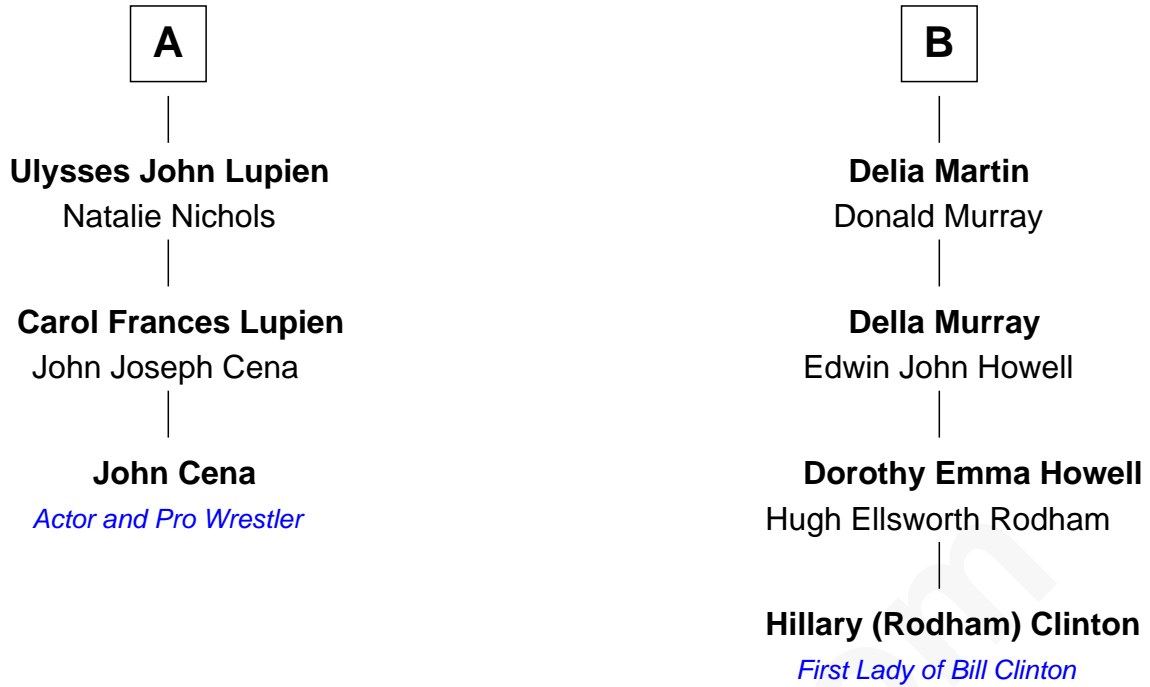 A
Ulysses John Lupien
Natalie Nichols
Carol Frances Lupien
John Joseph Cena
John Cena
Actor and Pro Wrestler
B
Delia Martin
Donald Murray
Della Murray
Edwin John Howell
Dorothy Emma Howell
Hugh Ellsworth Rodham
Hillary (Rodham) Clinton
First Lady of Bill Clinton